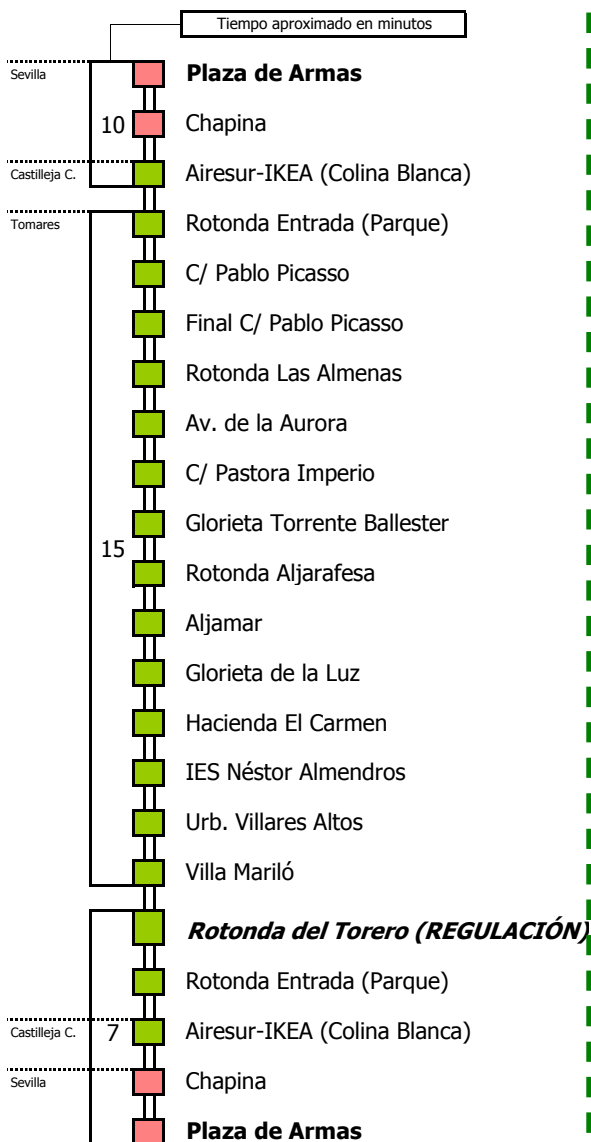 Tiempo aproximado en minutos
Sevilla
Plaza de Armas
10
Chapina
Castilleja C.
Airesur-IKEA (Colina Blanca)
Tomares
Rotonda Entrada (Parque)
C/ Pablo Picasso
Final C/ Pablo Picasso
Rotonda Las Almenas
Av. de la Aurora
C/ Pastora Imperio
Glorieta Torrente Ballester
15
Rotonda Aljarafesa
Aljamar
Glorieta de la Luz
Hacienda El Carmen
IES Néstor Almendros
Urb. Villares Altos
Villa Mariló
Rotonda del Torero (REGULACIÓN)
Rotonda Entrada (Parque)
Castilleja C.
7
Airesur-IKEA (Colina Blanca)
Sevilla
Chapina
Plaza de Armas